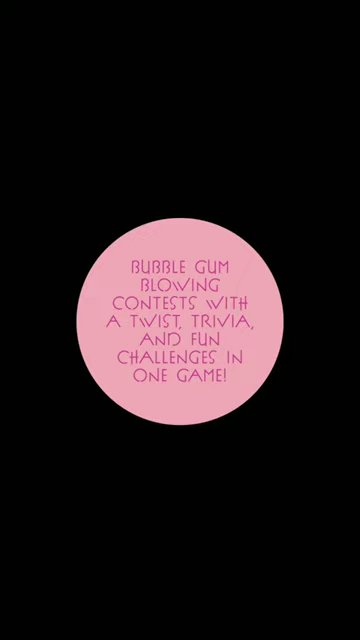 BUBBLE GUM
BLOWING
CONTESTS WITH
A TWIST, TRIVIA,
AND FUN
CHALLENGES IN
ONE GAME!